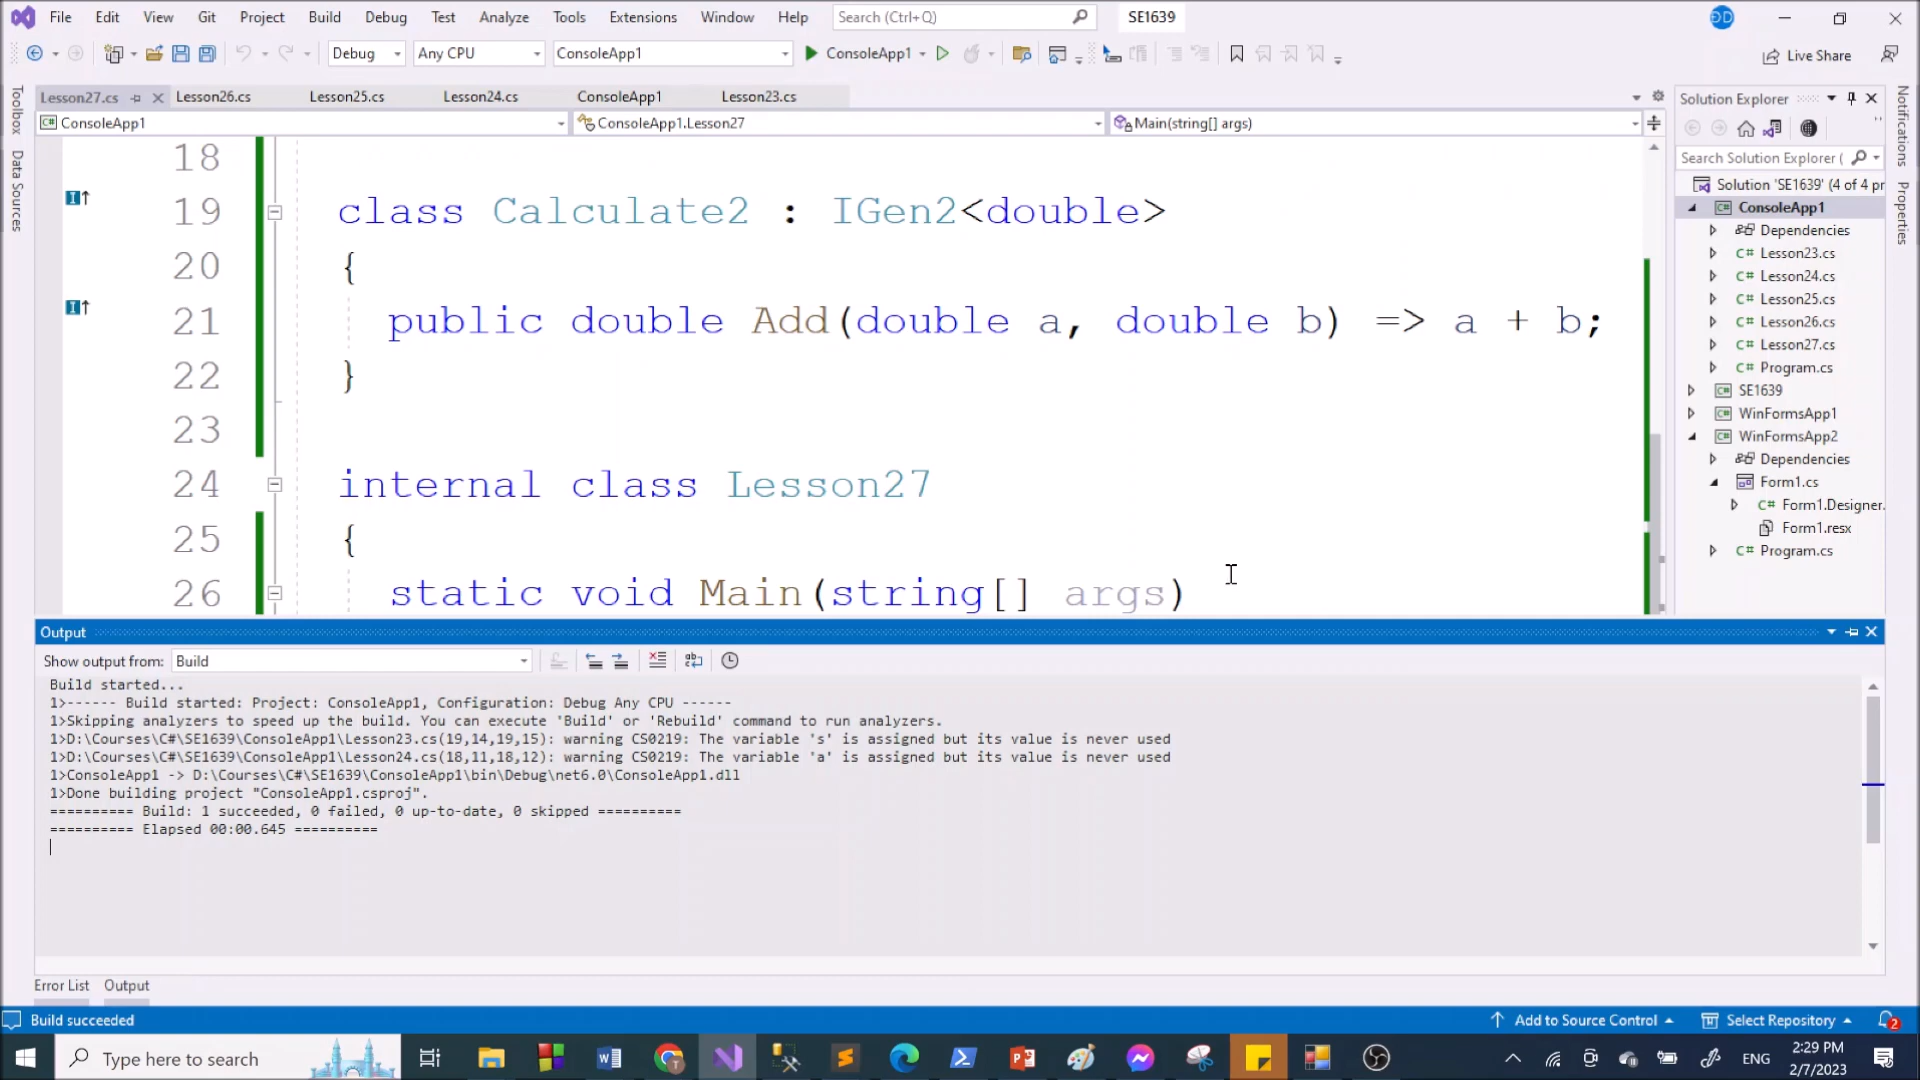 File Edit View Git Project Build Debug Test Analyze Tools Extensions Window Help Search (Ctrl+Q) SE1639
Debug Any CPU ConsoleApp1 ConsoleApp1 Live Share
Lesson27.cs Lesson26.cs Lesson25.cs Lesson24.cs ConsoleApp1 Lesson23.cs
ConsoleApp1 ConsoleApp1.Lesson27 Main(string[] args)
Toolbox
Data Sources
18
19 class Calculate2 : IGen2<double>
20 {
21 public double Add(double a, double b) => a + b;
22 }
23
24 internal class Lesson27
25 {
26 static void Main(string[] args)
Solution Explorer
Search Solution Explorer (
Solution 'SE1639' (4 of 4 pr
ConsoleApp1
Dependencies
C# Lesson23.cs
C# Lesson24.cs
C# Lesson25.cs
C# Lesson26.cs
C# Lesson27.cs
C# Program.cs
SE1639
WinFormsApp1
WinFormsApp2
Dependencies
Form1.cs
C# Form1.Designer.
Form1.resx
C# Program.cs
Notifications
Properties
Output
Show output from: Build
Build started...
1>------ Build started: Project: ConsoleApp1, Configuration: Debug Any CPU ------
1>Skipping analyzers to speed up the build. You can execute 'Build' or 'Rebuild' command to run analyzers.
1>D:\Courses\C#\SE1639\ConsoleApp1\Lesson23.cs(19,14,19,15): warning CS0219: The variable 's' is assigned but its value is never used
1>D:\Courses\C#\SE1639\ConsoleApp1\Lesson24.cs(18,11,18,12): warning CS0219: The variable 'a' is assigned but its value is never used
1>ConsoleApp1 -> D:\Courses\C#\SE1639\ConsoleApp1\bin\Debug\net6.0\ConsoleApp1.dll
1>Done building project "ConsoleApp1.csproj".
========== Build: 1 succeeded, 0 failed, 0 up-to-date, 0 skipped ==========
========== Elapsed 00:00.645 ==========
Error List Output
Build succeeded Add to Source Control Select Repository 2
Type here to search ENG 2:29 PM
2/7/2023